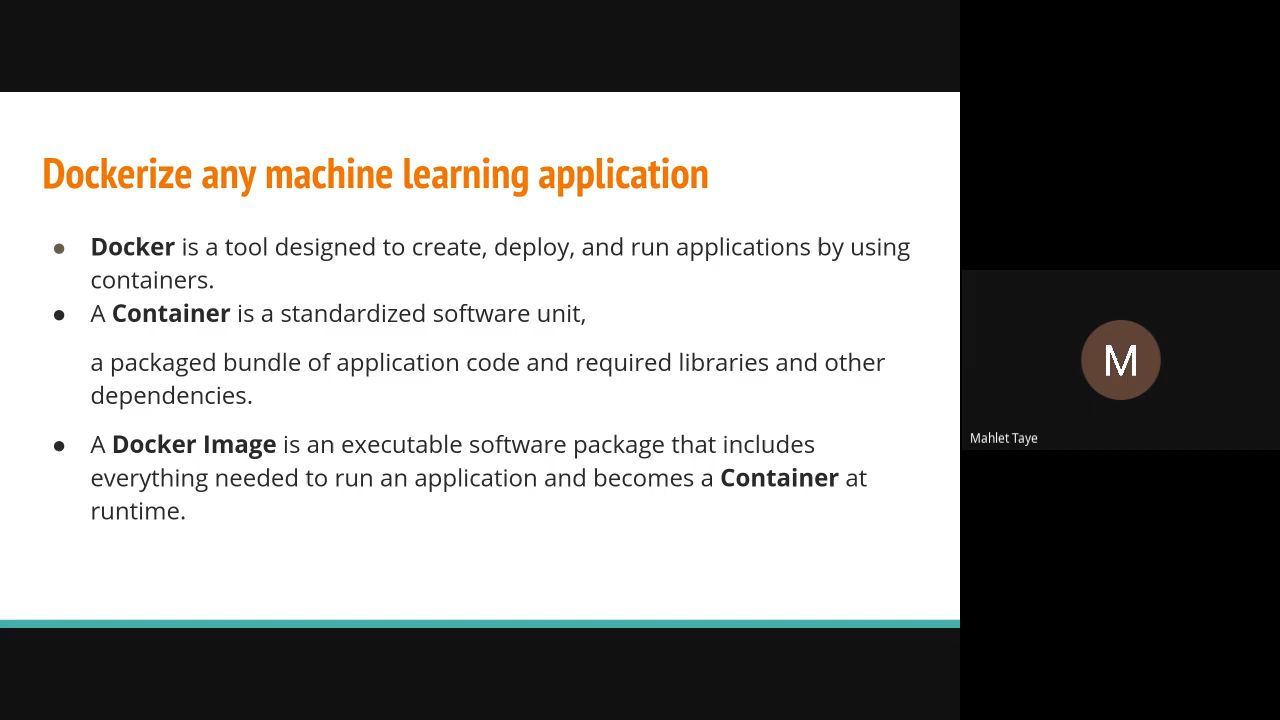 Dockerize any machine learning application
● Docker is a tool designed to create, deploy, and run applications by using
containers.
● A Container is a standardized software unit,
a packaged bundle of application code and required libraries and other
dependencies.
● A Docker Image is an executable software package that includes
everything needed to run an application and becomes a Container at
runtime.
M
Mahlet Taye